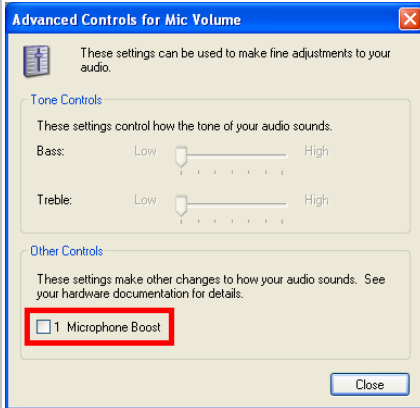 Advanced Controls for Mic Volume
These settings can be used to make fine adjustments to your
audio.
Tone Controls
These settings control how the tone of your audio sounds.
Bass: Low High
Treble: Low High
Other Controls
These settings make other changes to how your audio sounds. See
your hardware documentation for details.
1 Microphone Boost
Close